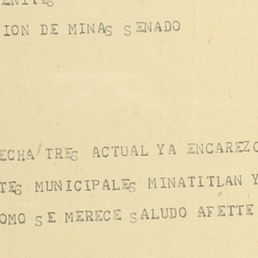 ION DE MINAS SENADO
ECHA TRES ACTUAL YA ENCAREZC
TES MUNICIPALES MINATITLAN Y
OMO SE MERECE SALUDO AFETTE